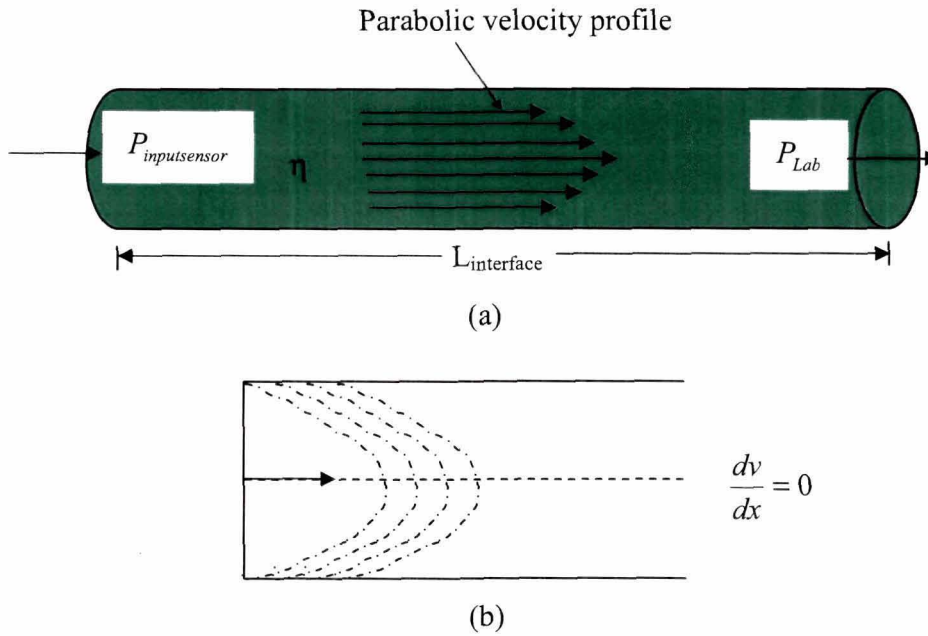 Parabolic velocity profile
P_inputsensor
η
P_Lab
L_interface
(a)
dv/dx = 0
(b)